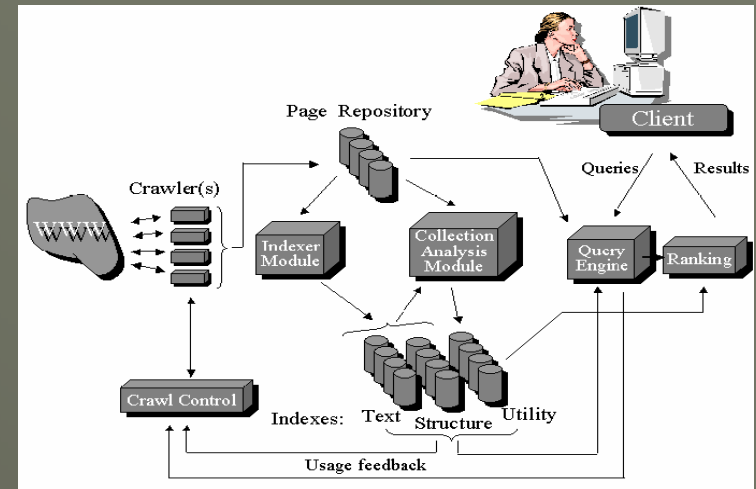 Page Repository
Client
Queries
Results
Crawler(s)
WWW
Indexer
Module
Collection
Analysis
Module
Query
Engine
Ranking
Crawl Control
Indexes:
Text
Structure
Utility
Usage feedback